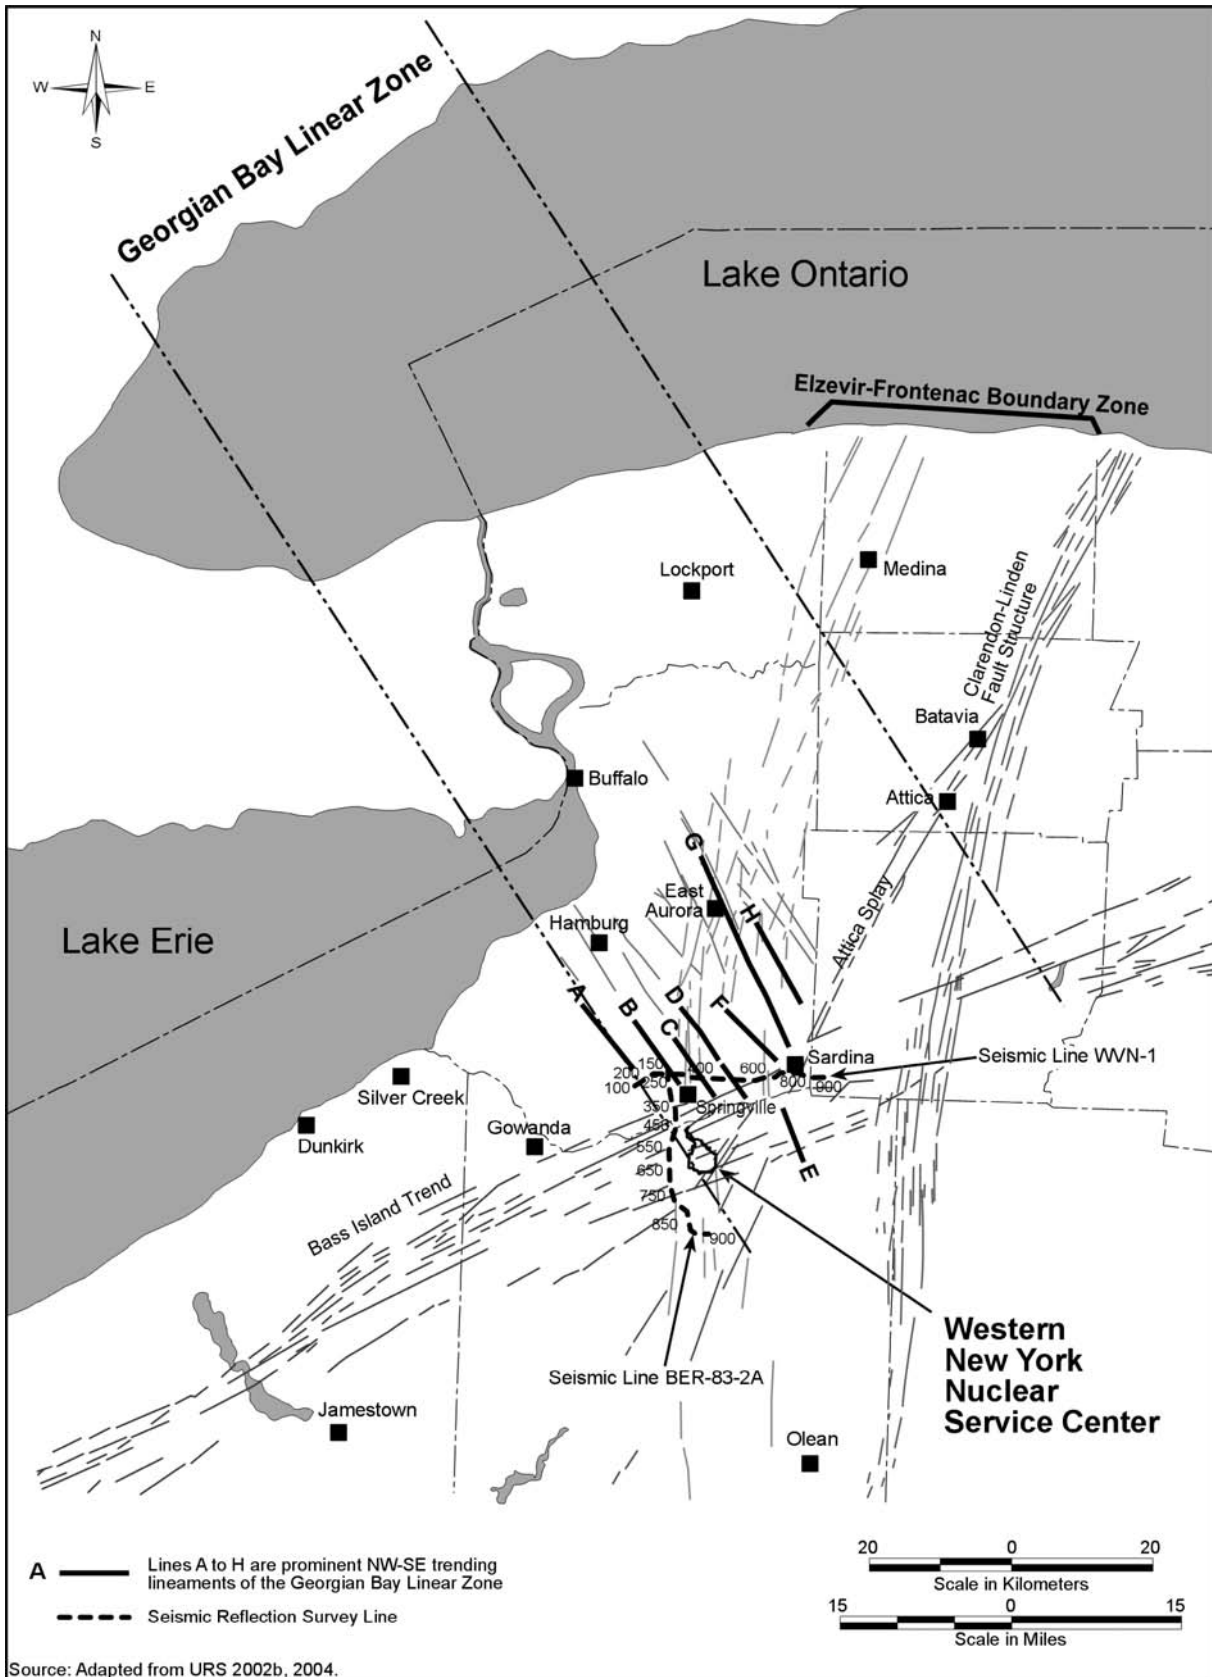 N
W E
S
Georgian Bay Linear Zone
Lake Ontario
Elzevir-Frontenac Boundary Zone
Lockport
Medina
Clarendon-Linden
Fault Structure
Batavia
Buffalo
Attica
G
East
Aurora
H
Attica Splay
Hamburg
Lake Erie
A
B
D
C
F
Sardina
Seismic Line WVN-1
150
200
100
250
400
600
800
900
Silver Creek
350
Springville
450
Dunkirk
Gowanda
550
650
E
750
Bass Island Trend
850
900
Western
New York
Nuclear
Service Center
Seismic Line BER-83-2A
Jamestown
Olean
A Lines A to H are prominent NW-SE trending
lineaments of the Georgian Bay Linear Zone
Seismic Reflection Survey Line
20 0 20
Scale in Kilometers
15 0 15
Scale in Miles
Source: Adapted from URS 2002b, 2004.